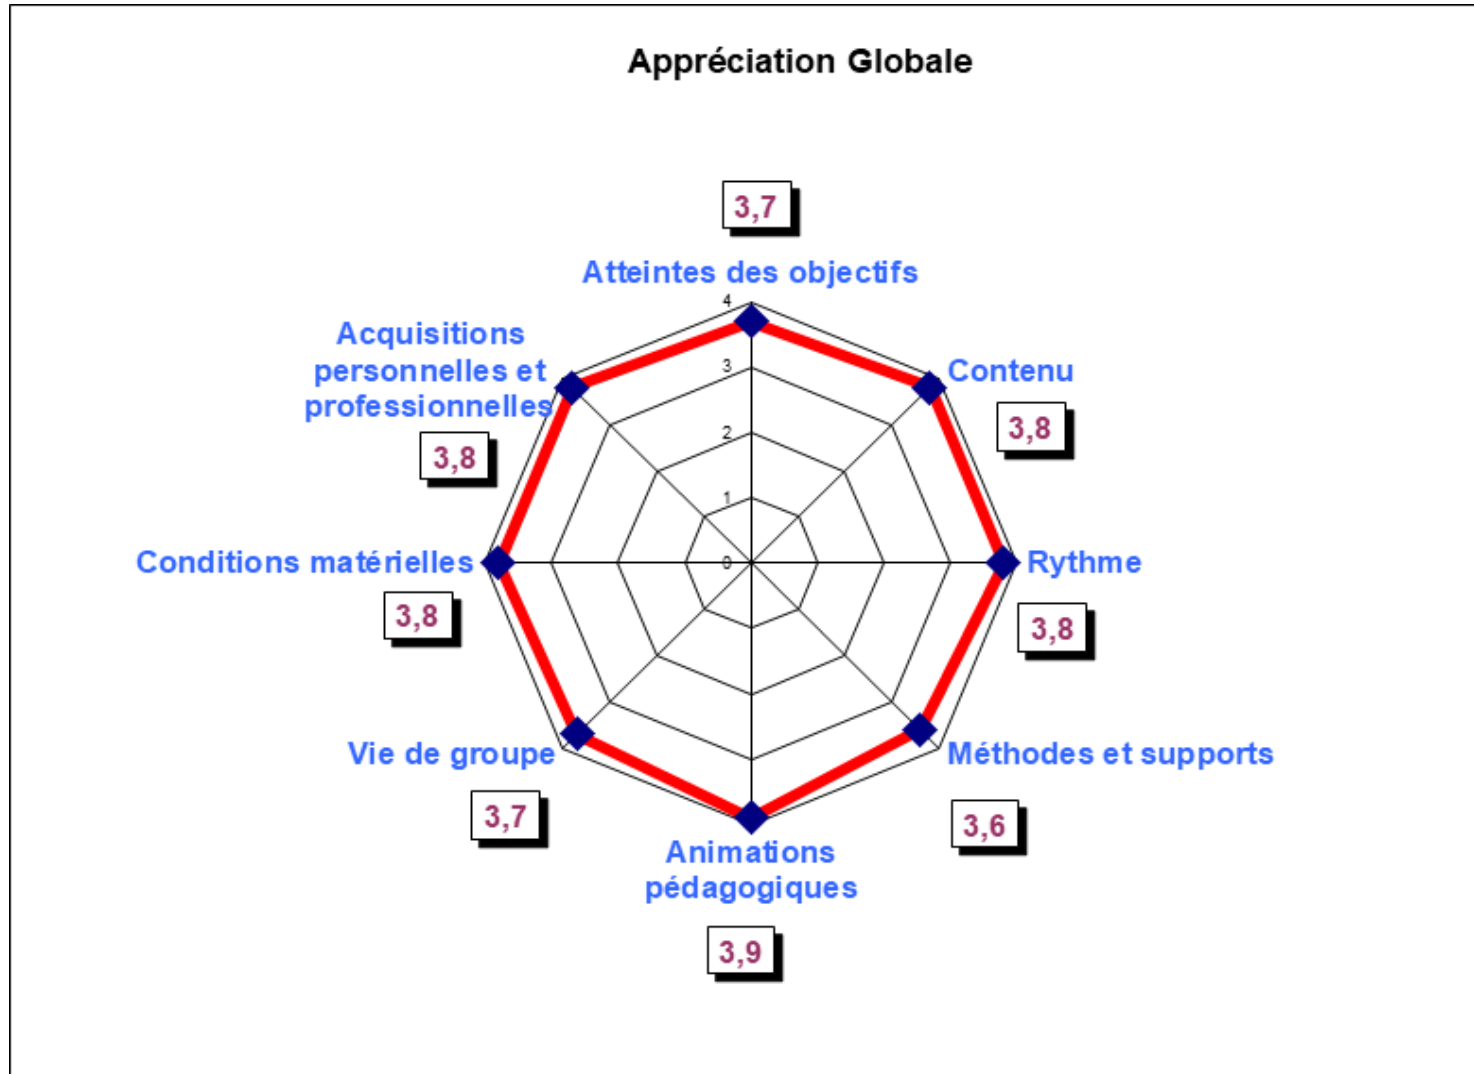 Appréciation Globale
3,7
Atteintes des objectifs
4
3
2
1
0
Contenu
3,8
Rythme
3,8
Méthodes et supports
3,6
Animations
pédagogiques
3,9
Vie de groupe
3,7
Conditions matérielles
3,8
Acquisitions
personnelles et
professionnelles
3,8